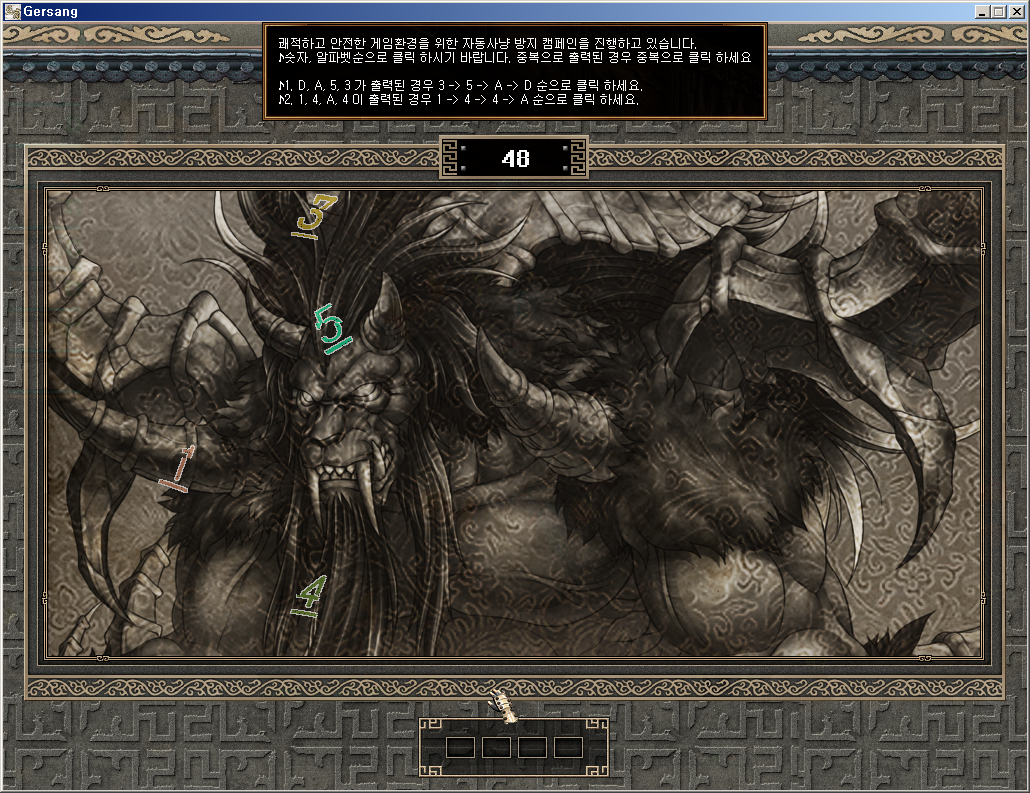 Gersang
쾌적하고 안전한 게임환경을 위한 자동사냥 방지 캠페인을 진행하고 있습니다.
♪숫자, 알파벳순으로 클릭 하시기 바랍니다. 중복으로 출력된 경우 중복으로 클릭 하세요
♪1, D, A, 5, 3 가 출력된 경우 3 -> 5 -> A -> D 순으로 클릭 하세요.
♪2, 1, 4, A, 4 이 출력된 경우 1 -> 4 -> 4 -> A 순으로 클릭 하세요.
48
3
5
1
4